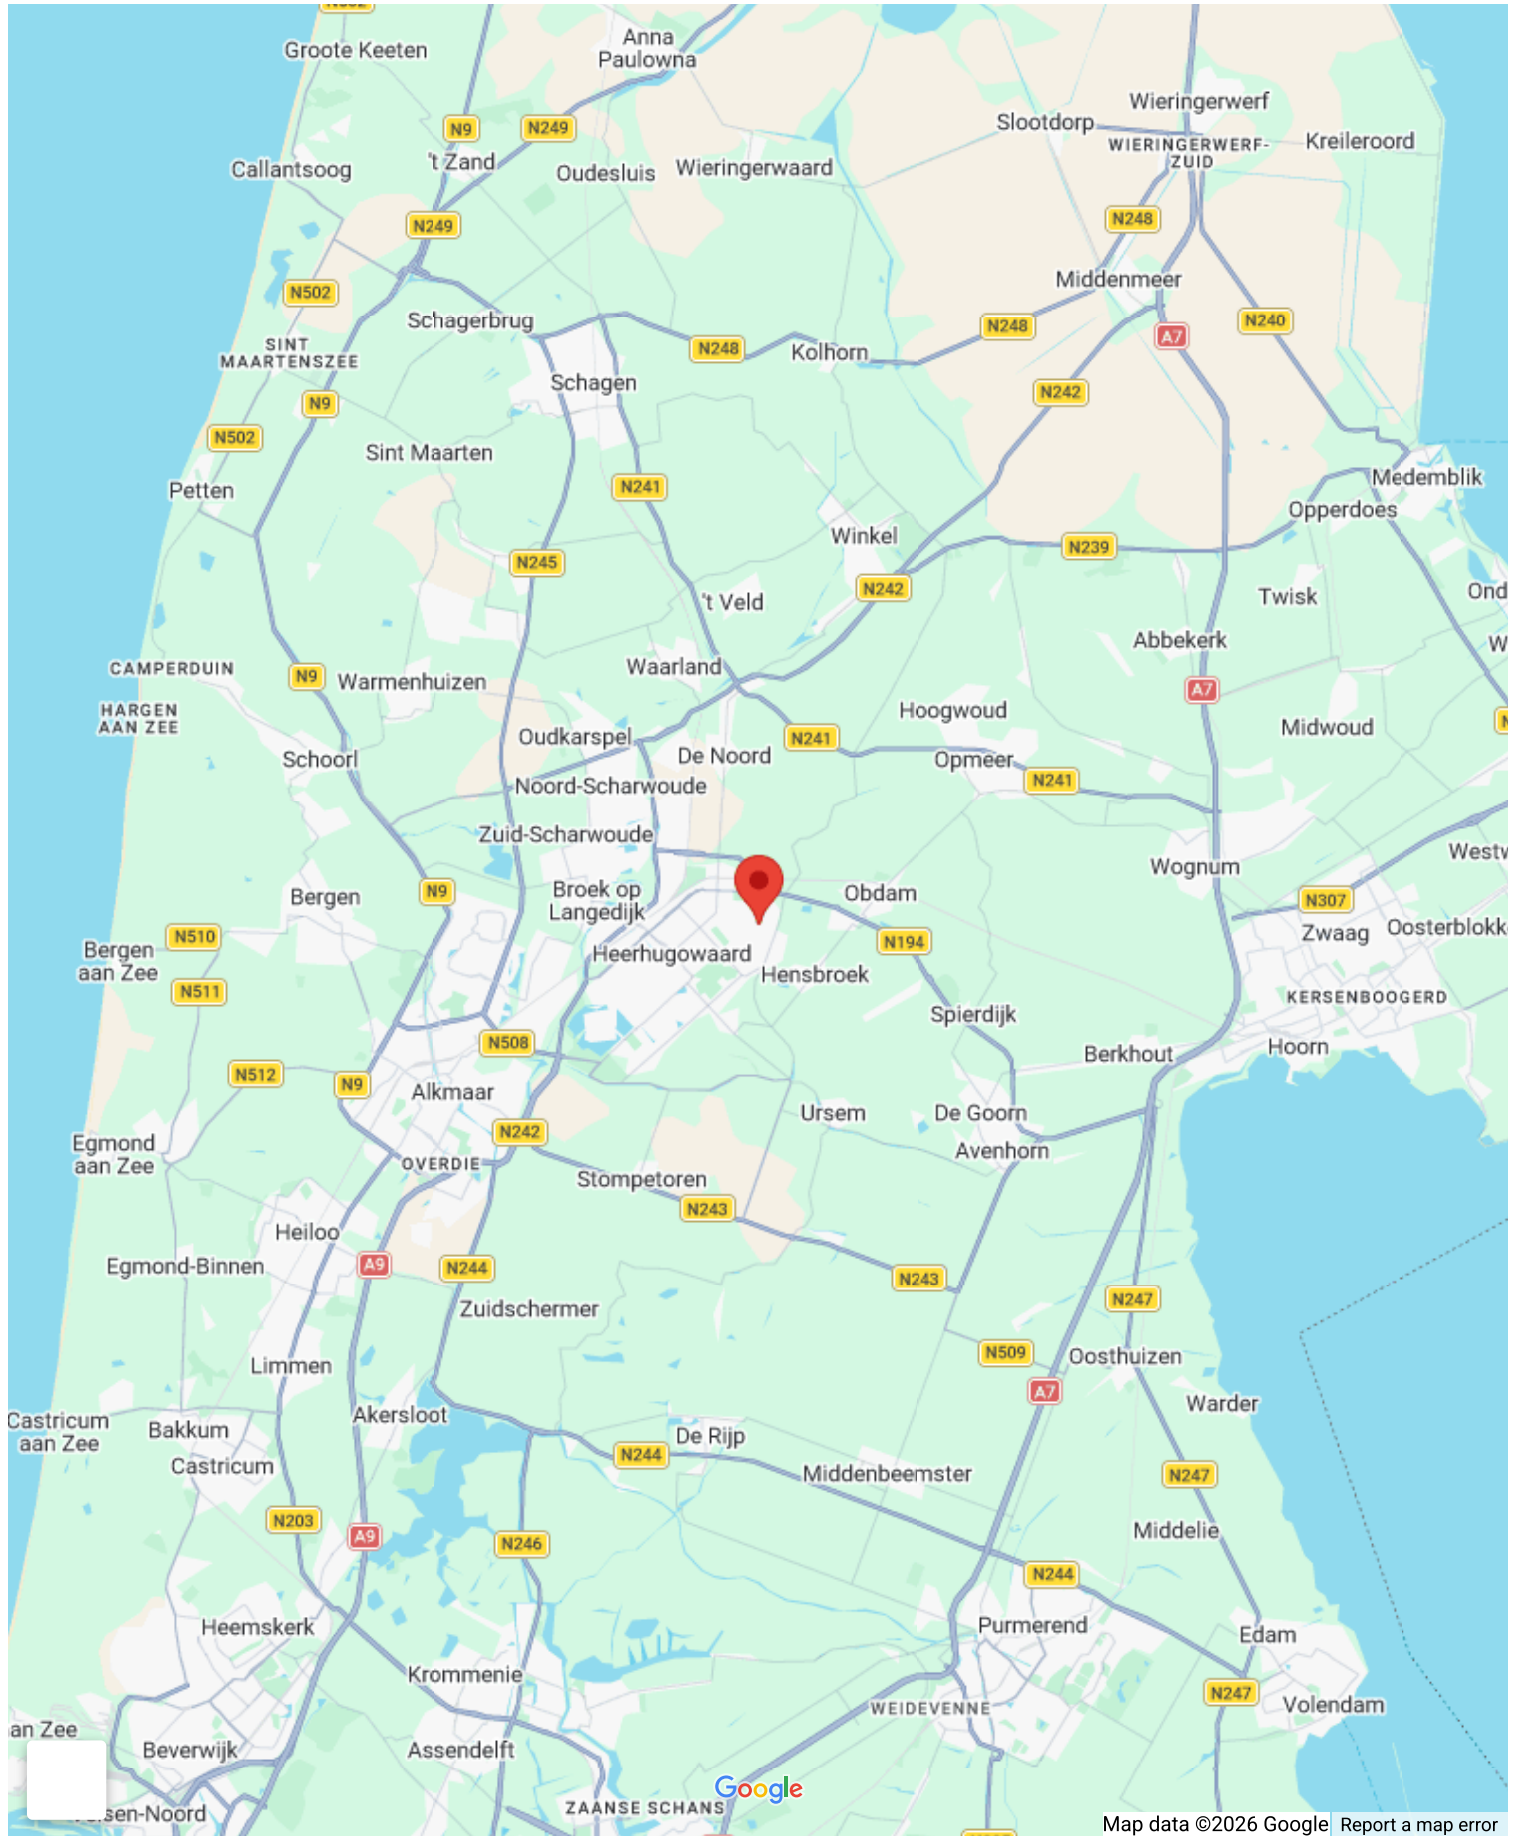 Groote Keeten
Anna
Paulowna
Wieringerwerf
Slootdorp
N9
N249
't Zand
Callantsoog
Oudesluis
Wieringerwaard
WIERINGERWERF-
ZUID
Kreileroord
N249
N248
N502
Middenmeer
Schagerbrug
N248
N248
N240
A7
SINT
MAARTENSZEE
Kolhorn
Schagen
N242
N9
N502
Sint Maarten
Petten
N241
Medemblik
Opperdoes
Winkel
N239
N245
N242
't Veld
Twisk
Ond
Abbekerk
W
CAMPERDUIN
N9
Warmenhuizen
Waarland
A7
HARGEN
AAN ZEE
Hoogwoud
Midwoud
Schoorl
Oudkarspel
De Noord
N241
Opmeer
N241
Noord-Scharwoude
Zuid-Scharwoude
Wognum
Westw
Bergen
N9
Broek op
Langedijk
Obdam
N307
Zwaag
Oosterblokk
N510
Bergen
aan Zee
Heerhugowaard
N194
Hensbroek
N511
KERSENBOOGERD
Spierdijk
N508
Berkhout
Hoorn
N512
N9
Alkmaar
Ursem
De Goorn
N242
Egmond
aan Zee
OVERDIE
Avenhorn
Stompetoren
N243
Heiloo
Egmond-Binnen
A9
N244
N243
Zuidschermer
N247
Limmen
N509
Oosthuizen
A7
Warder
Castricum
aan Zee
Bakkum
Akersloot
Castricum
De Rijp
N244
Middenbeemster
N247
N203
A9
N246
Middelie
N244
Heemskerk
Purmerend
Edam
Krommenie
N247
WEIDEVENNE
Volendam
an Zee
Beverwijk
Assendelft
Google
ZAANSE SCHANS
sen-Noord
Map data ©2026 Google
Report a map error